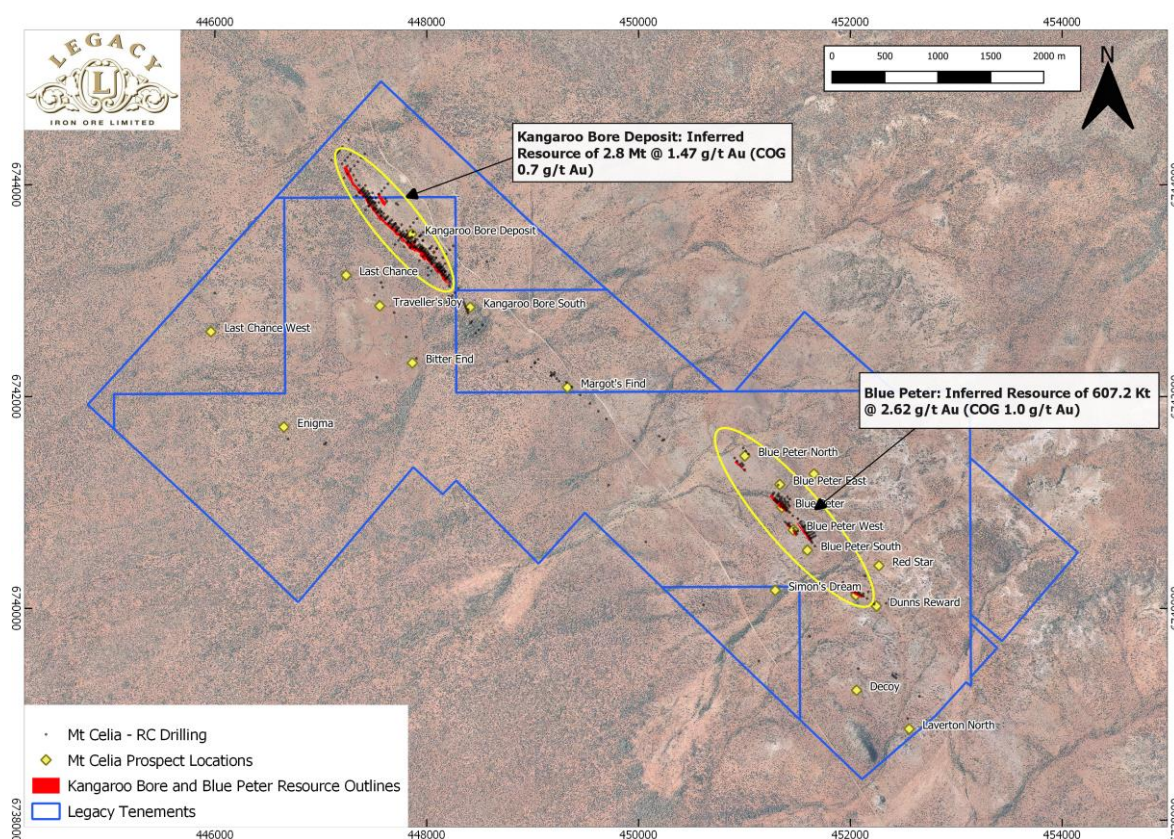 446000 448000 450000 452000 454000
LEGACY
LJ
IRON ORE LIMITED
0 500 1000 1500 2000 m
N
Kangaroo Bore Deposit: Inferred
Resource of 2.8 Mt @ 1.47 g/t Au (COG
0.7 g/t Au)
6744000
6744000
Kangaroo Bore Deposit
Last Chance
Traveller's Joy
Kangaroo Bore South
Last Chance West
Bitter End
Margot's Find
6742000
Blue Peter: Inferred Resource of 607.2 Kt
@ 2.62 g/t Au (COG 1.0 g/t Au)
Enigma
Blue Peter North
Blue Peter East
Blue Peter
Blue Peter West
Blue Peter South
Red Star
Simon's Dream
Dunns Reward
6740000
6740000
Decoy
Laverton North
Mt Celia - RC Drilling
Mt Celia Prospect Locations
Kangaroo Bore and Blue Peter Resource Outlines
Legacy Tenements
6738000
446000 448000 450000 452000 454000